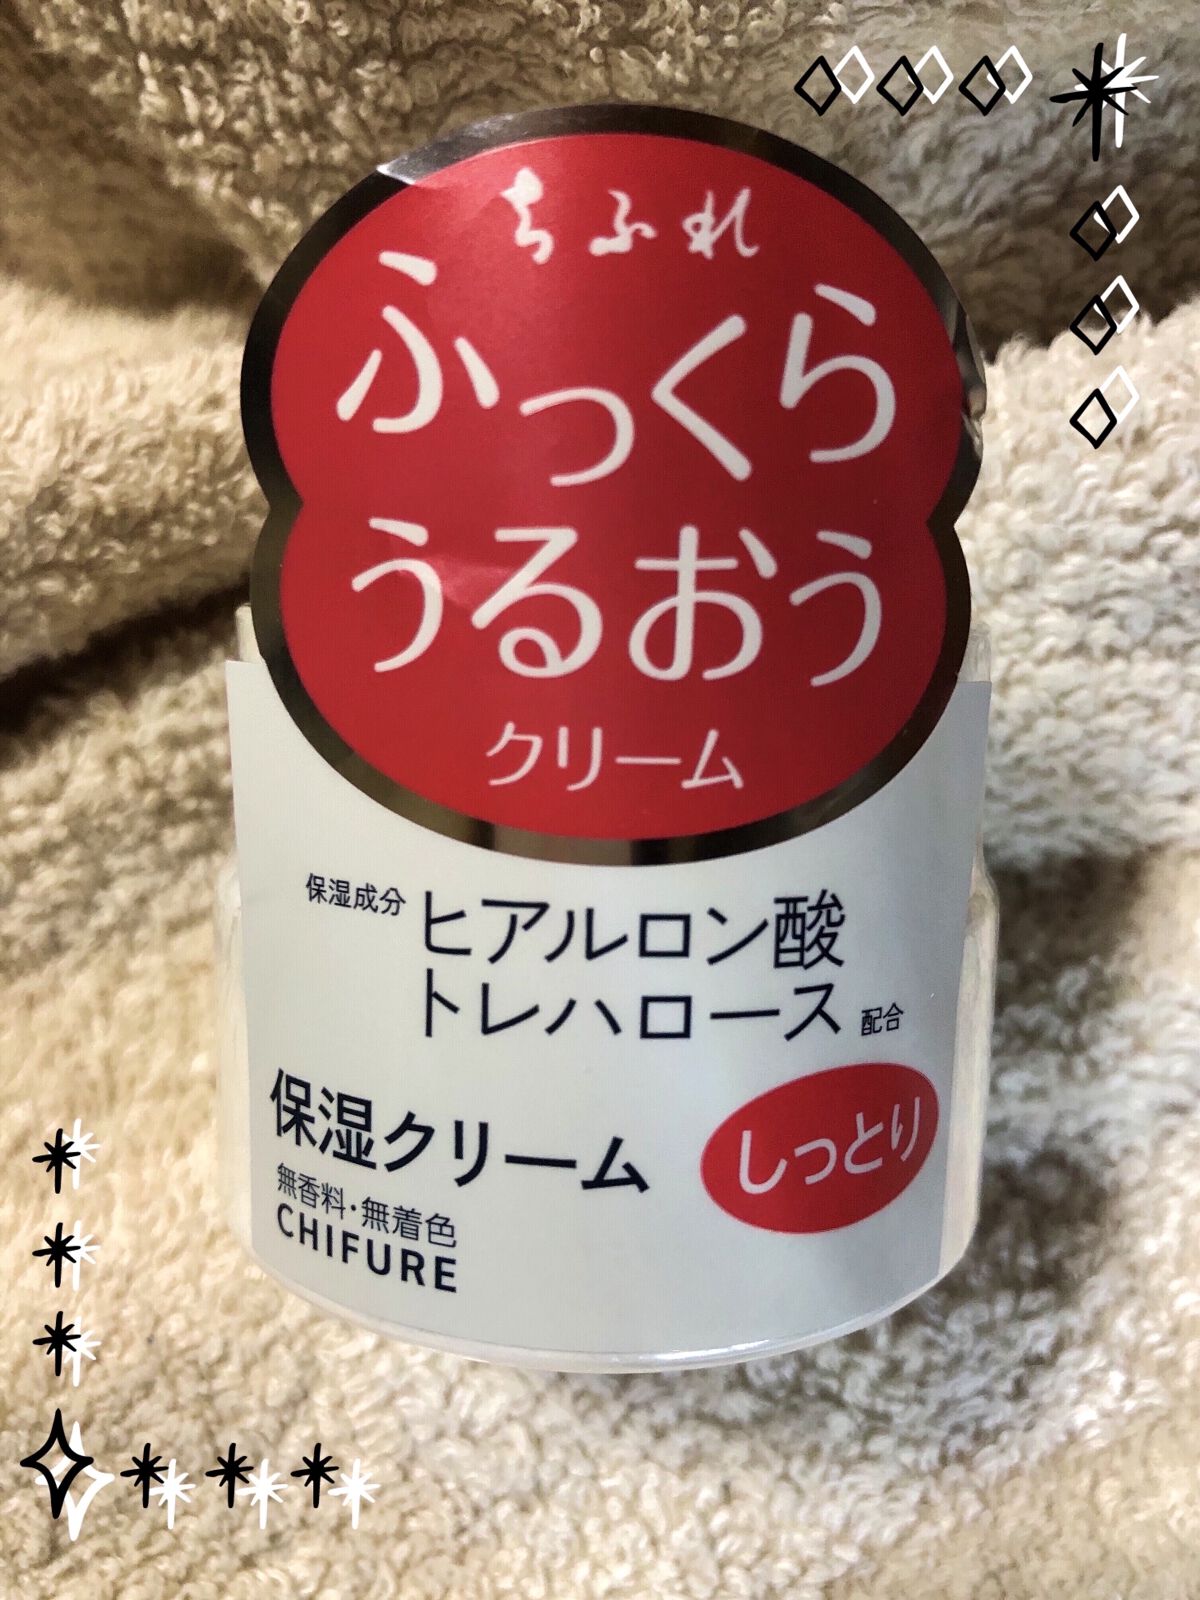 ちふれ
ふっくら
うるおう
クリーム
保湿成分 ヒアルロン酸
トレハロース 配合
保湿クリーム
しっとり
無香料・無着色
CHIFURE